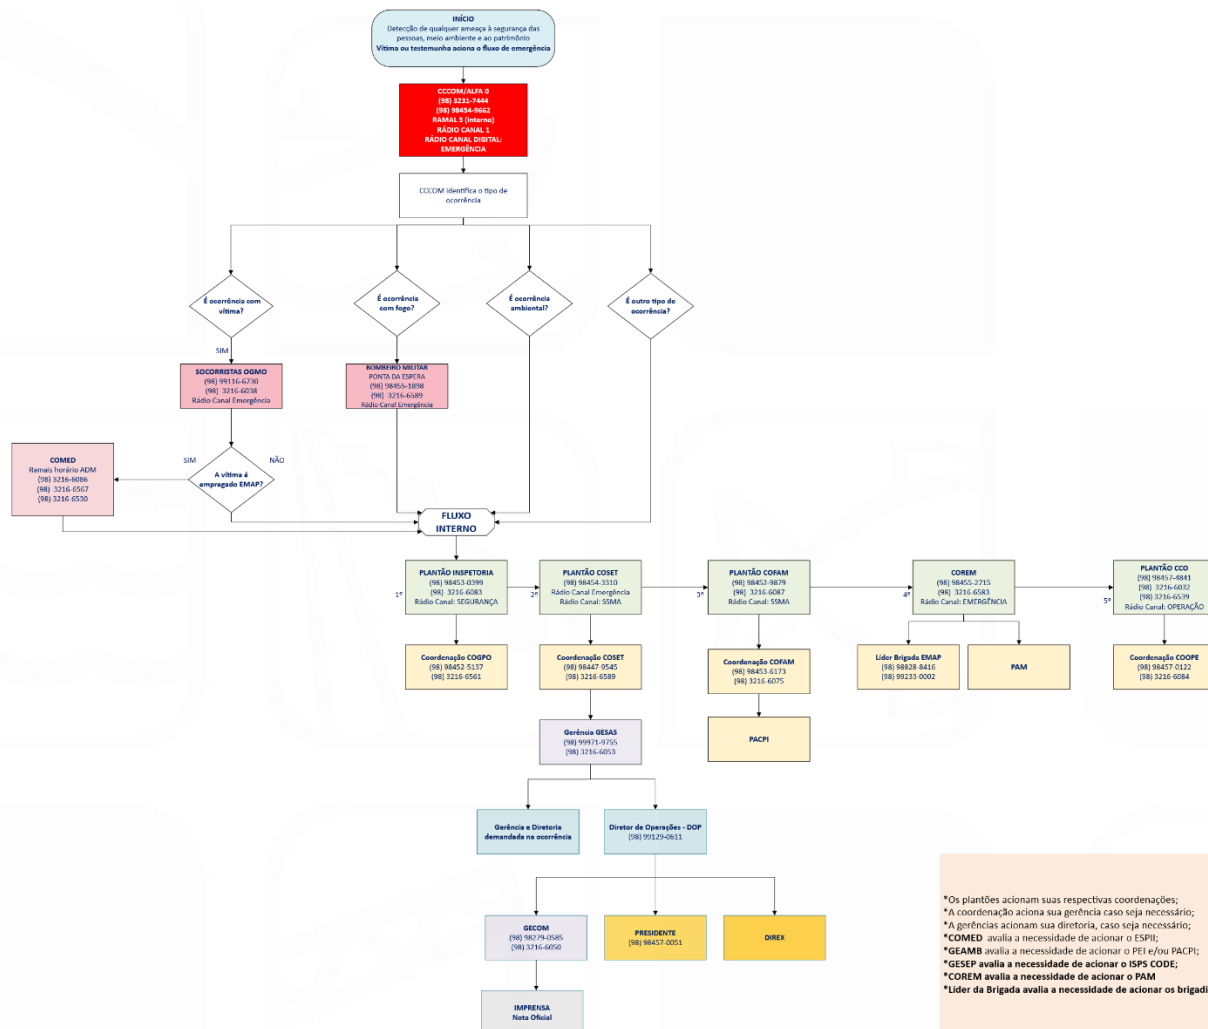 INÍCIO
Detecção de qualquer ameaça à segurança das
pessoas, meio ambiente e ao patrimônio
Vítima ou testemunha aciona o fluxo de emergência
CCCOM/ALFA 0
(98) 3231-7444
(98) 98454-9662
RAMAL 5 (interno)
RÁDIO CANAL 1
RÁDIO CANAL DIGITAL:
EMERGÊNCIA
CCCOM identifica o tipo de
ocorrência
É ocorrência com
vítima?
É ocorrência
com fogo?
É ocorrência
ambiental?
É outro tipo de
ocorrência?
SIM
SOCORRISTAS OGMO
(98) 99116-6730
(98) 3216-6038
Rádio Canal Emergência
BOMBEIRO MILITAR
PONTA DA ESPERA
(98) 98455-1898
(98) 3216-6589
Rádio Canal Emergência
COMED
Ramais horário ADM
(98) 3216-6086
(98) 3216-6567
(98) 3216-6530
SIM
A vítima é
empregado EMAP?
NÃO
FLUXO
INTERNO
1º
PLANTÃO INSPETORIA
(98) 98453-0399
(98) 3216-6083
Rádio Canal: SEGURANÇA
2º
PLANTÃO COSET
(98) 98454-3310
Rádio Canal Emergência
Rádio Canal: SSMA
3º
PLANTÃO COFAM
(98) 98452-9879
(98) 3216-6087
Rádio Canal: SSMA
4º
COREM
(98) 98455-2715
(98) 3216-6583
Rádio Canal: EMERGÊNCIA
5º
PLANTÃO CCO
(98) 98457-4841
(98) 3216-6032
(98) 3216-6539
Rádio Canal: OPERAÇÃO
Coordenação COGPO
(98) 98452-5137
(98) 3216-6561
Coordenação COSET
(98) 98447-9545
(98) 3216-6589
Coordenação COFAM
(98) 98453-6173
(98) 3216-6075
Líder Brigada EMAP
(98) 98828-8416
(98) 99233-0002
PAM
Coordenação COOPE
(98) 98457-0122
(98) 3216-6084
Gerência GESAS
(98) 99971-9755
(98) 3216-6053
PACPI
Gerência e Diretoria
demandada na ocorrência
Diretor de Operações - DOP
(98) 99129-0611
GECOM
(98) 98279-0585
(98) 3216-6050
PRESIDENTE
(98) 98457-0051
DIREX
IMPRENSA
Nota Oficial
*Os plantões acionam suas respectivas coordenações;
*A coordenação aciona sua gerência caso seja necessário;
*A gerências acionam sua diretoria, caso seja necessário;
*COMED avalia a necessidade de acionar o ESPII;
*GEAMB avalia a necessidade de acionar o PEI e/ou PACPI;
*GESEP avalia a necessidade de acionar o ISPS CODE;
*COREM avalia a necessidade de acionar o PAM
*Líder da Brigada avalia a necessidade de acionar os brigadi